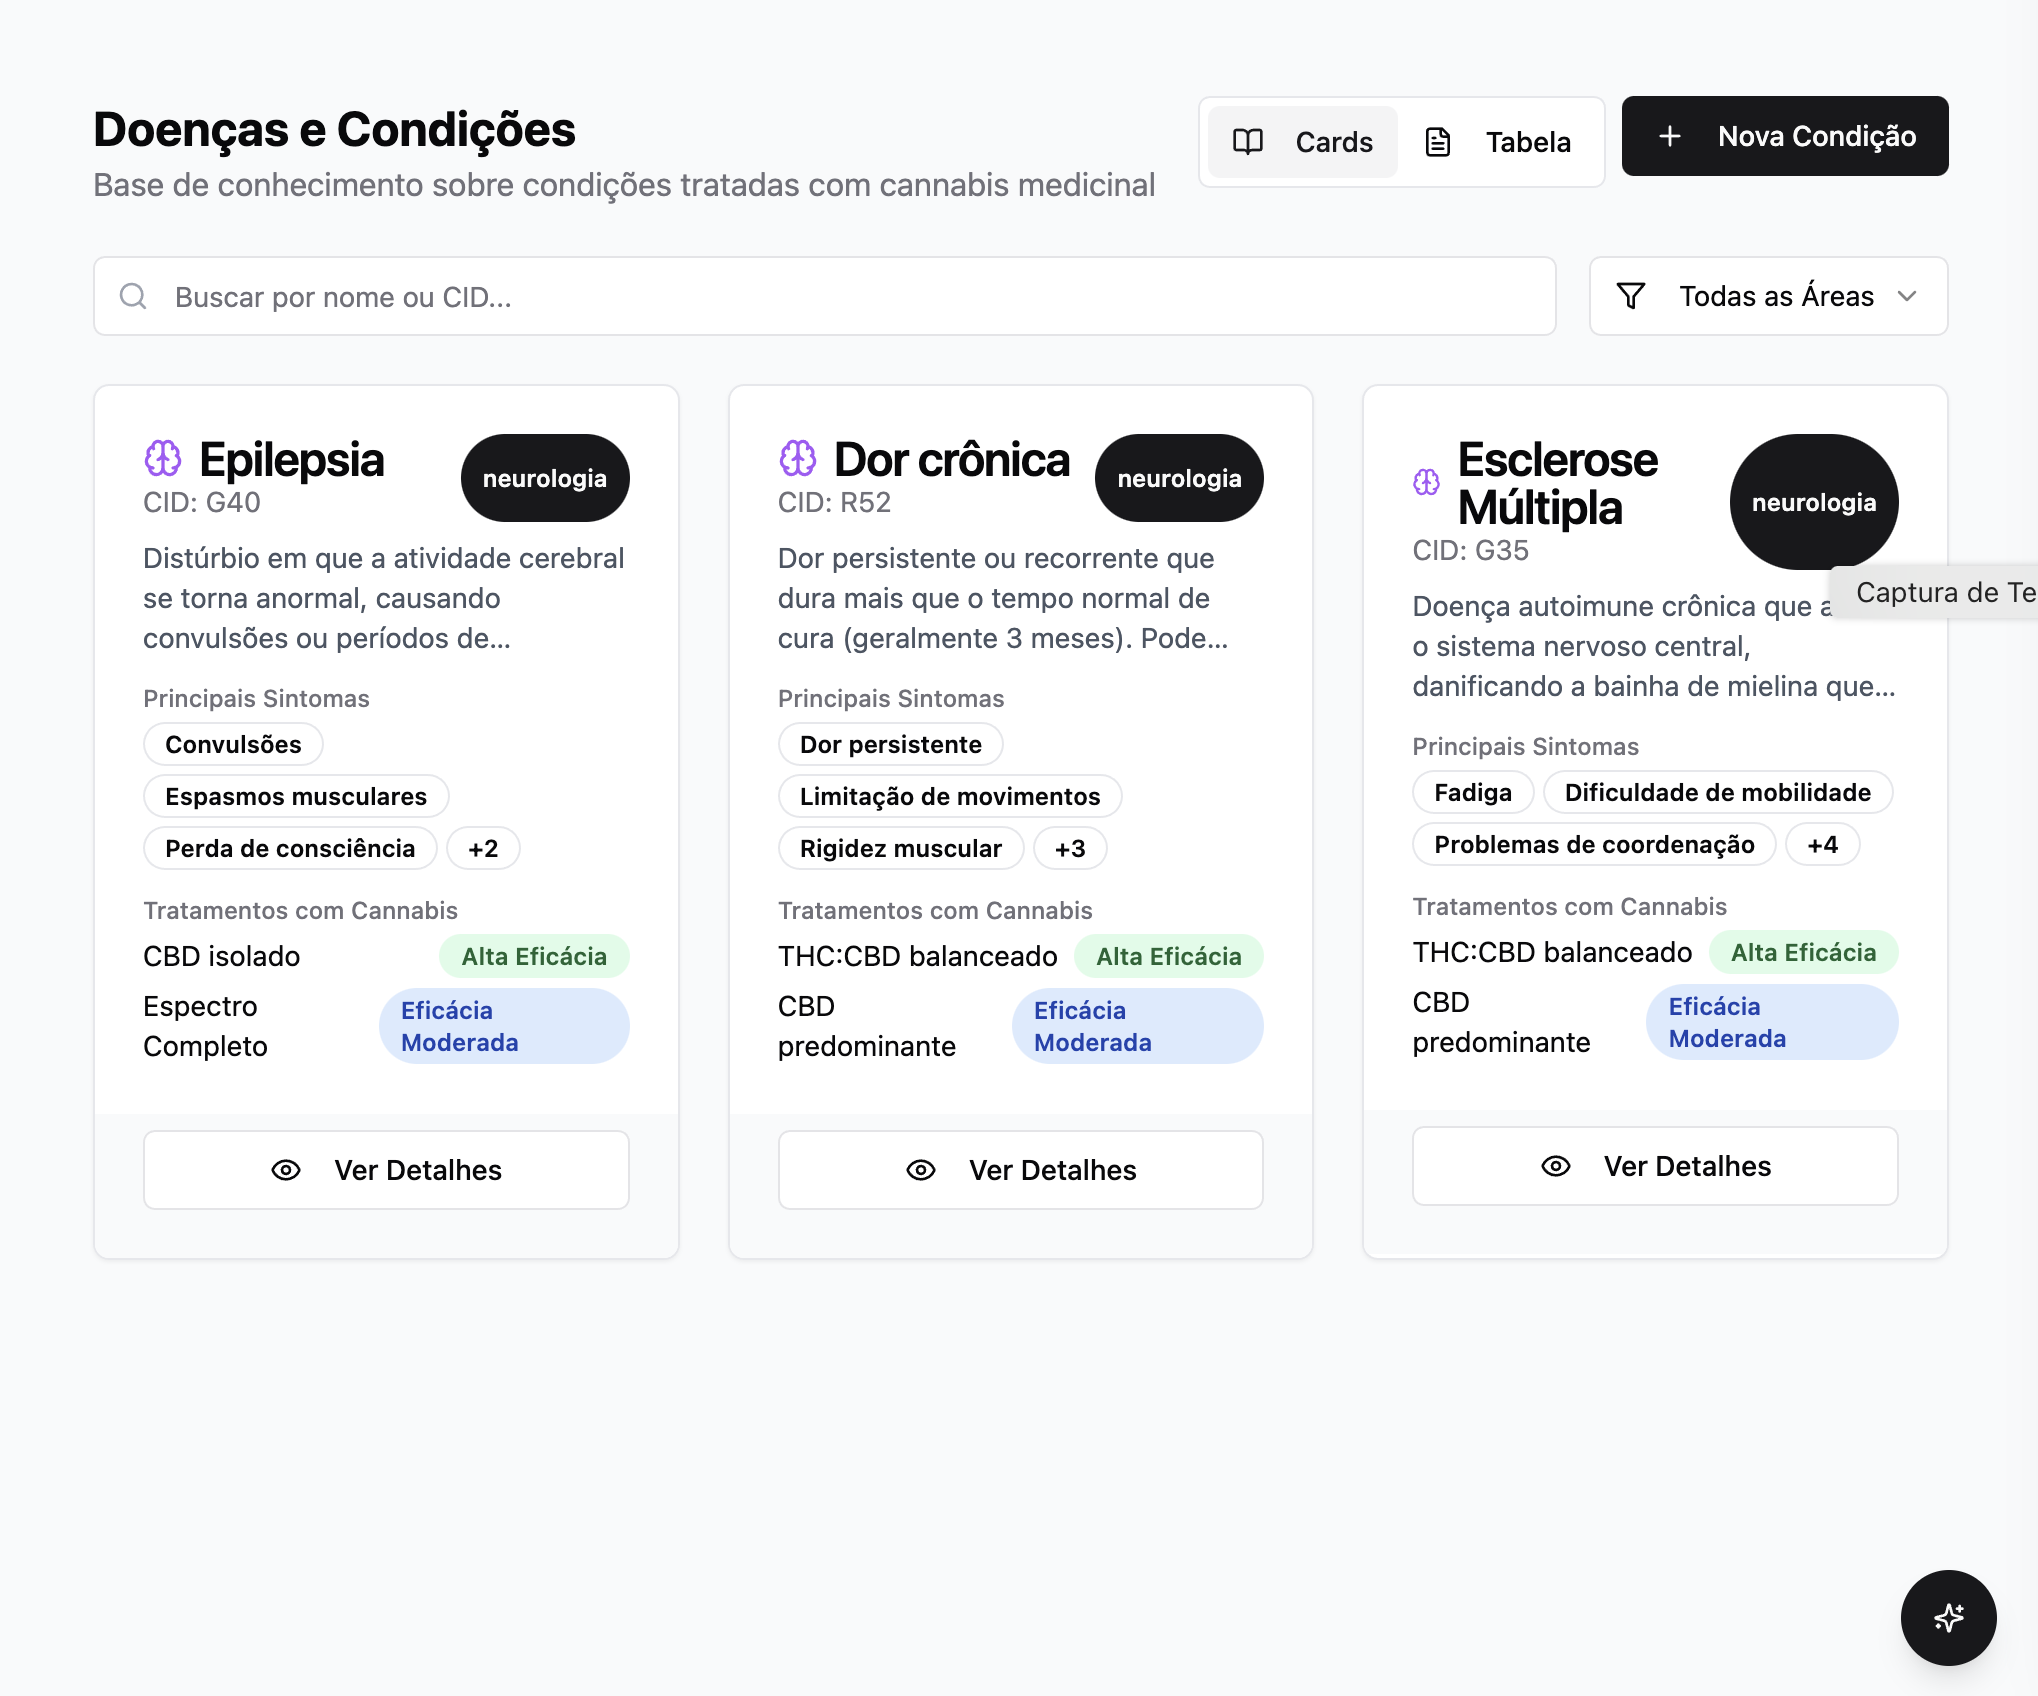 Doenças e Condições
Base de conhecimento sobre condições tratadas com cannabis medicinal
Cards
Tabela
Nova Condição
Buscar por nome ou CID...
Todas as Áreas
Epilepsia
CID: G40
neurologia
Distúrbio em que a atividade cerebral
se torna anormal, causando
convulsões ou períodos de...
Principais Sintomas
Convulsões
Espasmos musculares
Perda de consciência +2
Tratamentos com Cannabis
CBD isolado Alta Eficácia
Espectro
Completo
Eficácia
Moderada
Ver Detalhes
Dor crônica
CID: R52
neurologia
Dor persistente ou recorrente que
dura mais que o tempo normal de
cura (geralmente 3 meses). Pode...
Principais Sintomas
Dor persistente
Limitação de movimentos
Rigidez muscular +3
Tratamentos com Cannabis
THC:CBD balanceado Alta Eficácia
CBD
predominante
Eficácia
Moderada
Ver Detalhes
Esclerose
Múltipla
CID: G35
neurologia
Doença autoimune crônica que
o sistema nervoso central,
danificando a bainha de mielina que...
Captura de
Principais Sintomas
Fadiga Dificuldade de mobilidade
Problemas de coordenação +4
Tratamentos com Cannabis
THC:CBD balanceado Alta Eficácia
CBD
predominante
Eficácia
Moderada
Ver Detalhes